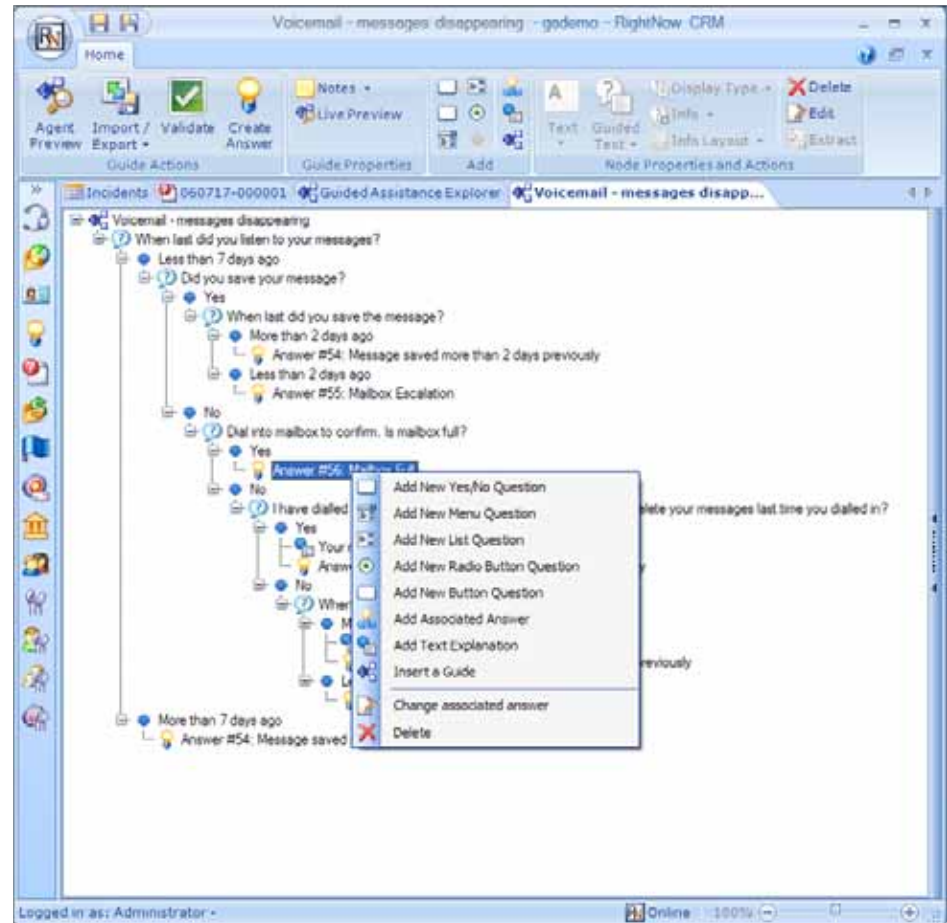 Voicemail - messages disappearing - godemo - RightNow CRM
RN
Home
Agent Preview
Import / Export
Validate
Create Answer
Notes
Live Preview
Text
Guided Text
Display Type
Info
Info Layout
Delete
Edit
Extract
Guide Actions
Guide Properties
Add
Node Properties and Actions
Incidents
060717-000001
Guided Assistance Explorer
Voicemail - messages disapp...
Voicemail - messages disappearing
When last did you listen to your messages?
Less than 7 days ago
Did you save your message?
Yes
When last did you save the message?
More than 2 days ago
Answer #54: Message saved more than 2 days previously
Less than 2 days ago
Answer #55: Mailbox Escalation
No
Dial into mailbox to confirm. Is mailbox full?
Yes
Answer #56: Mailbox Full
No
I have dialled
elete your messages last time you dialled in?
Yes
Your
Answ
No
Wher
M
eviously
L
More than 7 days ago
Answer #54: Message saved
Add New Yes/No Question
Add New Menu Question
Add New List Question
Add New Radio Button Question
Add New Button Question
Add Associated Answer
Add Text Explanation
Insert a Guide
Change associated answer
Delete
Logged in as: Administrator
Online
100%